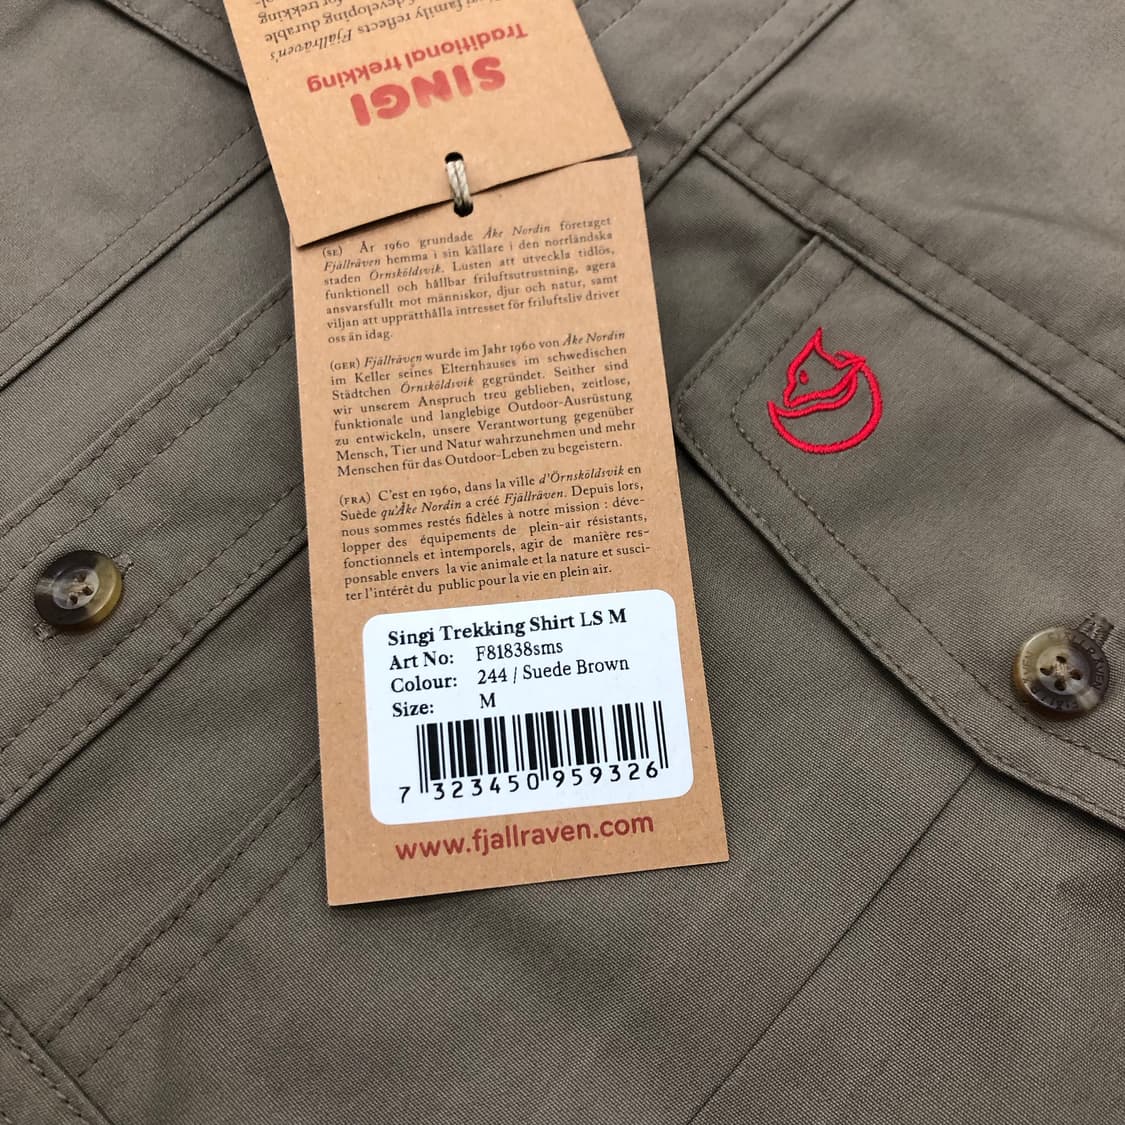 SINGI
Traditional trekking
family reflects Fjällräven's
developing durable
trekking
(SE) År 1960 grundade Åke Nordin företaget
Fjällräven hemma i sin källare i den norrländska
staden Örnsköldsvik. Lusten att utveckla tidlös,
funktionell och hållbar friluftsutrustning, agera
ansvarsfullt mot människor, djur och natur, samt
viljan att upprätthålla intresset för friluftsliv driver
oss än idag.
(GER) Fjällräven wurde im Jahr 1960 von Åke Nordin
im Keller seines Elternhauses im schwedischen
Städtchen Örnsköldsvik gegründet. Seither sind
wir unserem Anspruch treu geblieben, zeitlose,
funktionale und langlebige Outdoor-Ausrüstung
zu entwickeln, unsere Verantwortung gegenüber
Mensch, Tier und Natur wahrzunehmen und mehr
Menschen für das Outdoor-Leben zu begeistern.
(FRA) C'est en 1960, dans la ville d'Örnsköldsvik en
Suède qu'Åke Nordin a créé Fjällräven. Depuis lors,
nous sommes restés fidèles à notre mission : déve-
lopper des équipements de plein-air résistants,
fonctionnels et intemporels, agir de manière res-
ponsable envers la vie animale et la nature et susci-
ter l'intérêt du public pour la vie en plein air.
Singi Trekking Shirt LS M
Art No: F81838sms
Colour: 244 / Suede Brown
Size: M
7 323450 959326
www.fjallraven.com